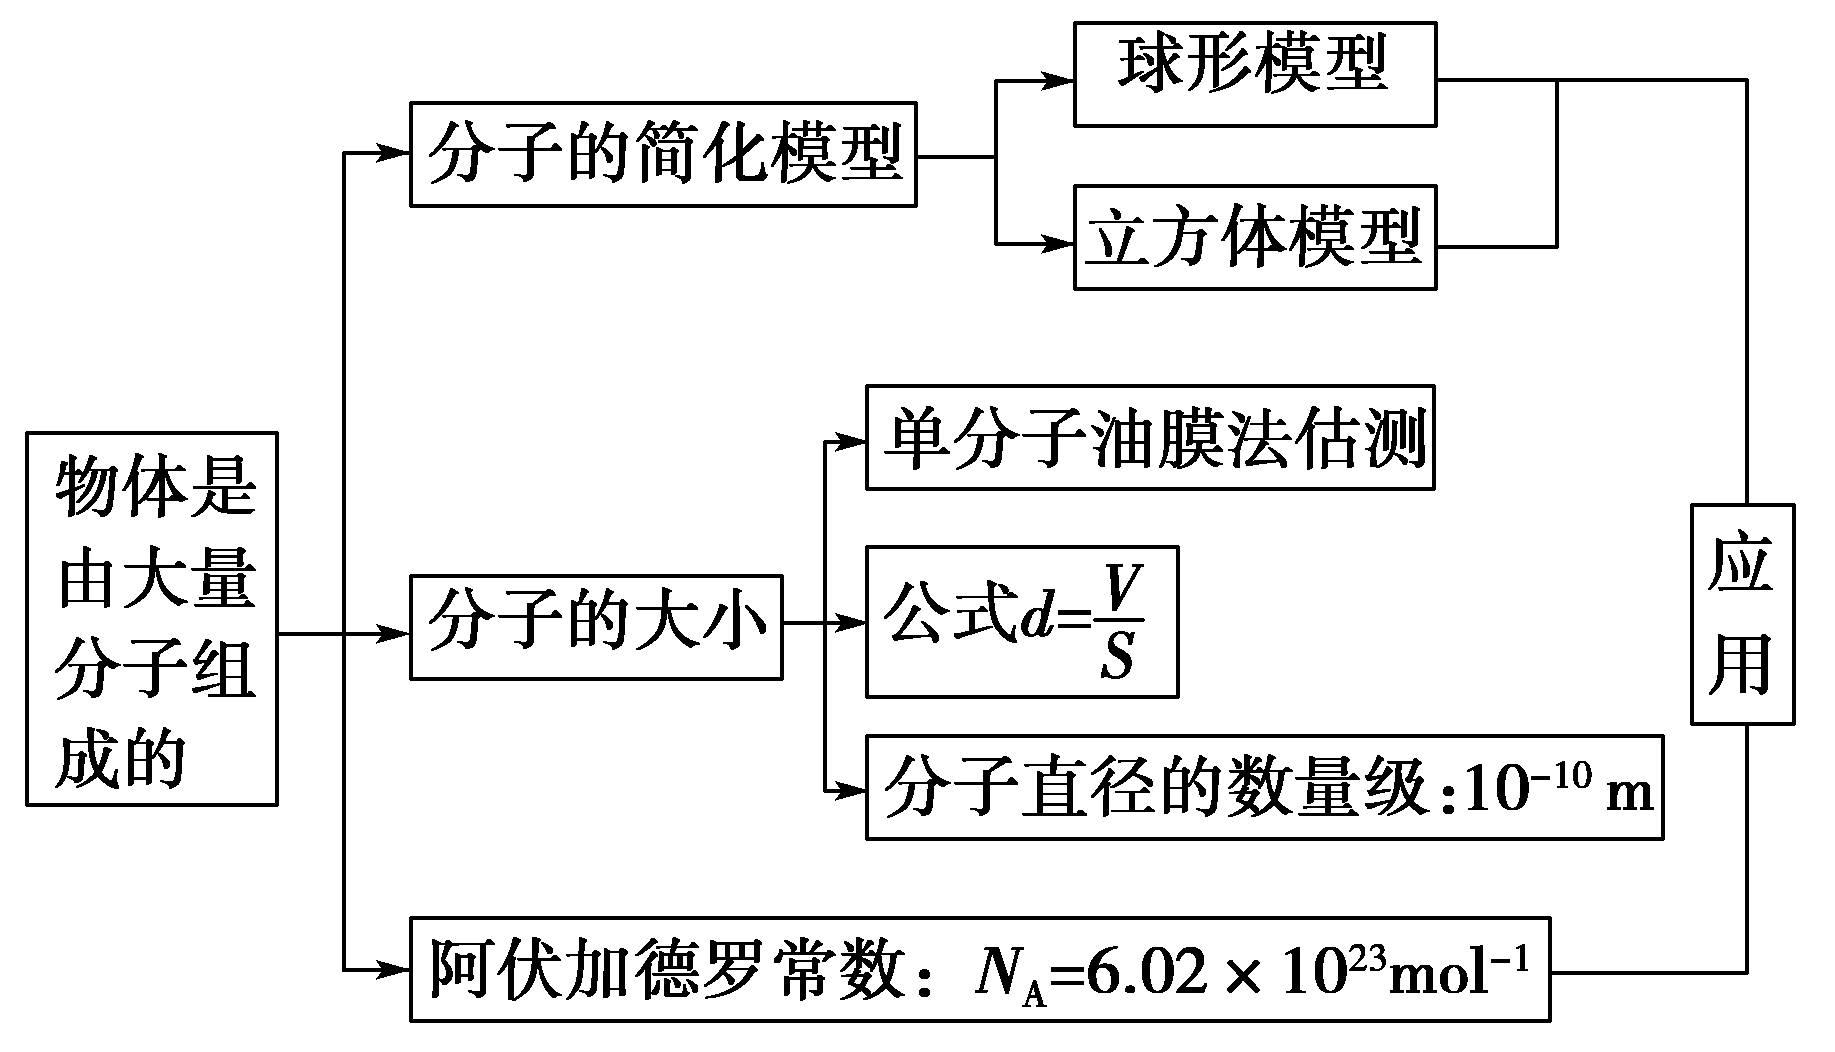 球形模型
分子的简化模型
立方体模型
单分子油膜法估测
物体是
由大量
分子组
成的
分子的大小
公式d=V/S
应
用
分子直径的数量级:10⁻¹⁰ m
阿伏加德罗常数：N_A=6.02×10²³mol⁻¹